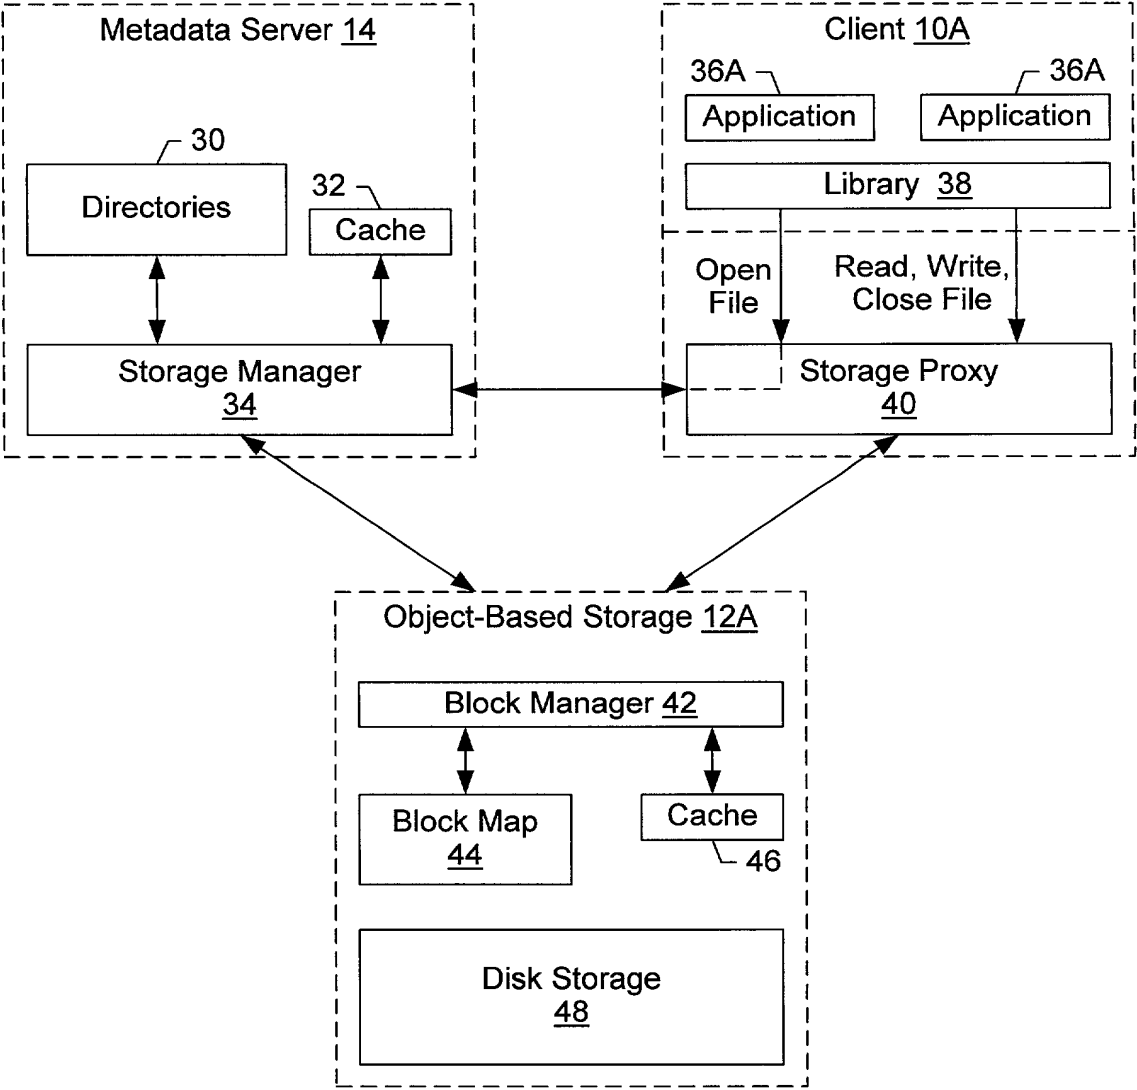 Metadata Server 14
30
Directories
32
Cache
Storage Manager
34
Client 10A
36A
36A
Application
Application
Library 38
Open
File
Read, Write,
Close File
Storage Proxy
40
Object-Based Storage 12A
Block Manager 42
Block Map
44
Cache
46
Disk Storage
48